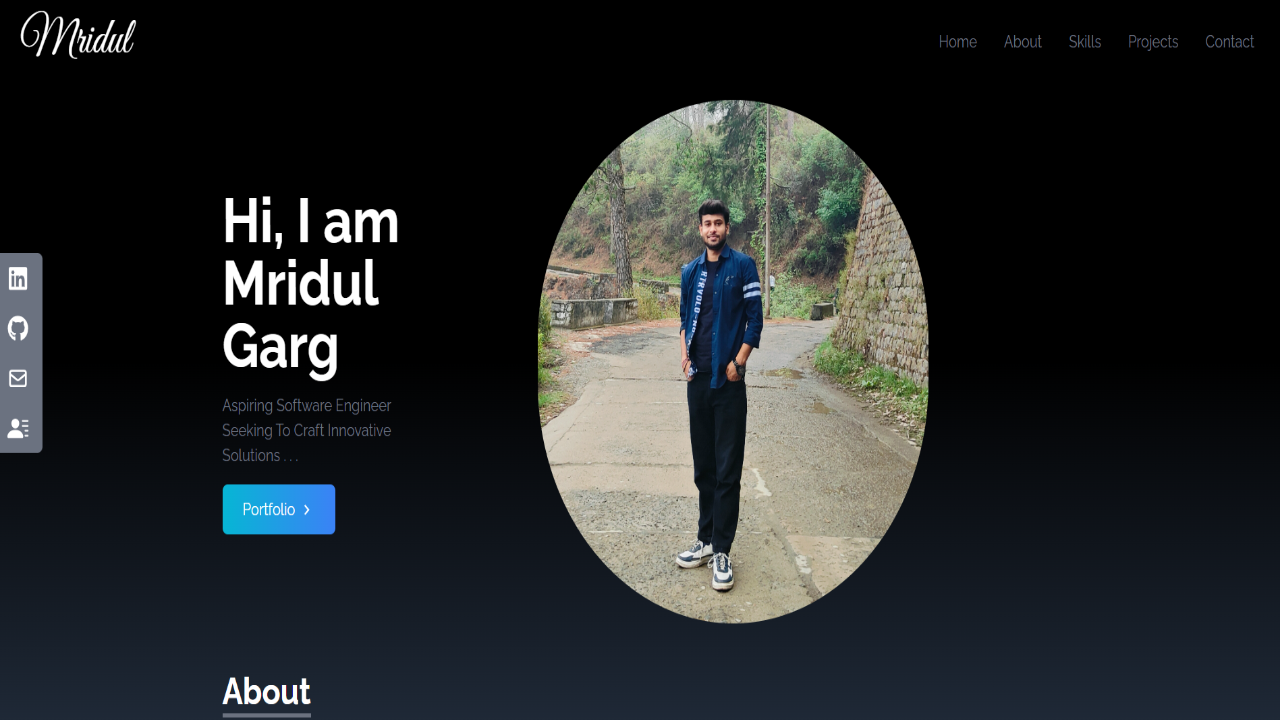 Mridul
Home About Skills Projects Contact
Hi, I am
Mridul
Garg
Aspiring Software Engineer
Seeking To Craft Innovative
Solutions . . .
Portfolio
in
About